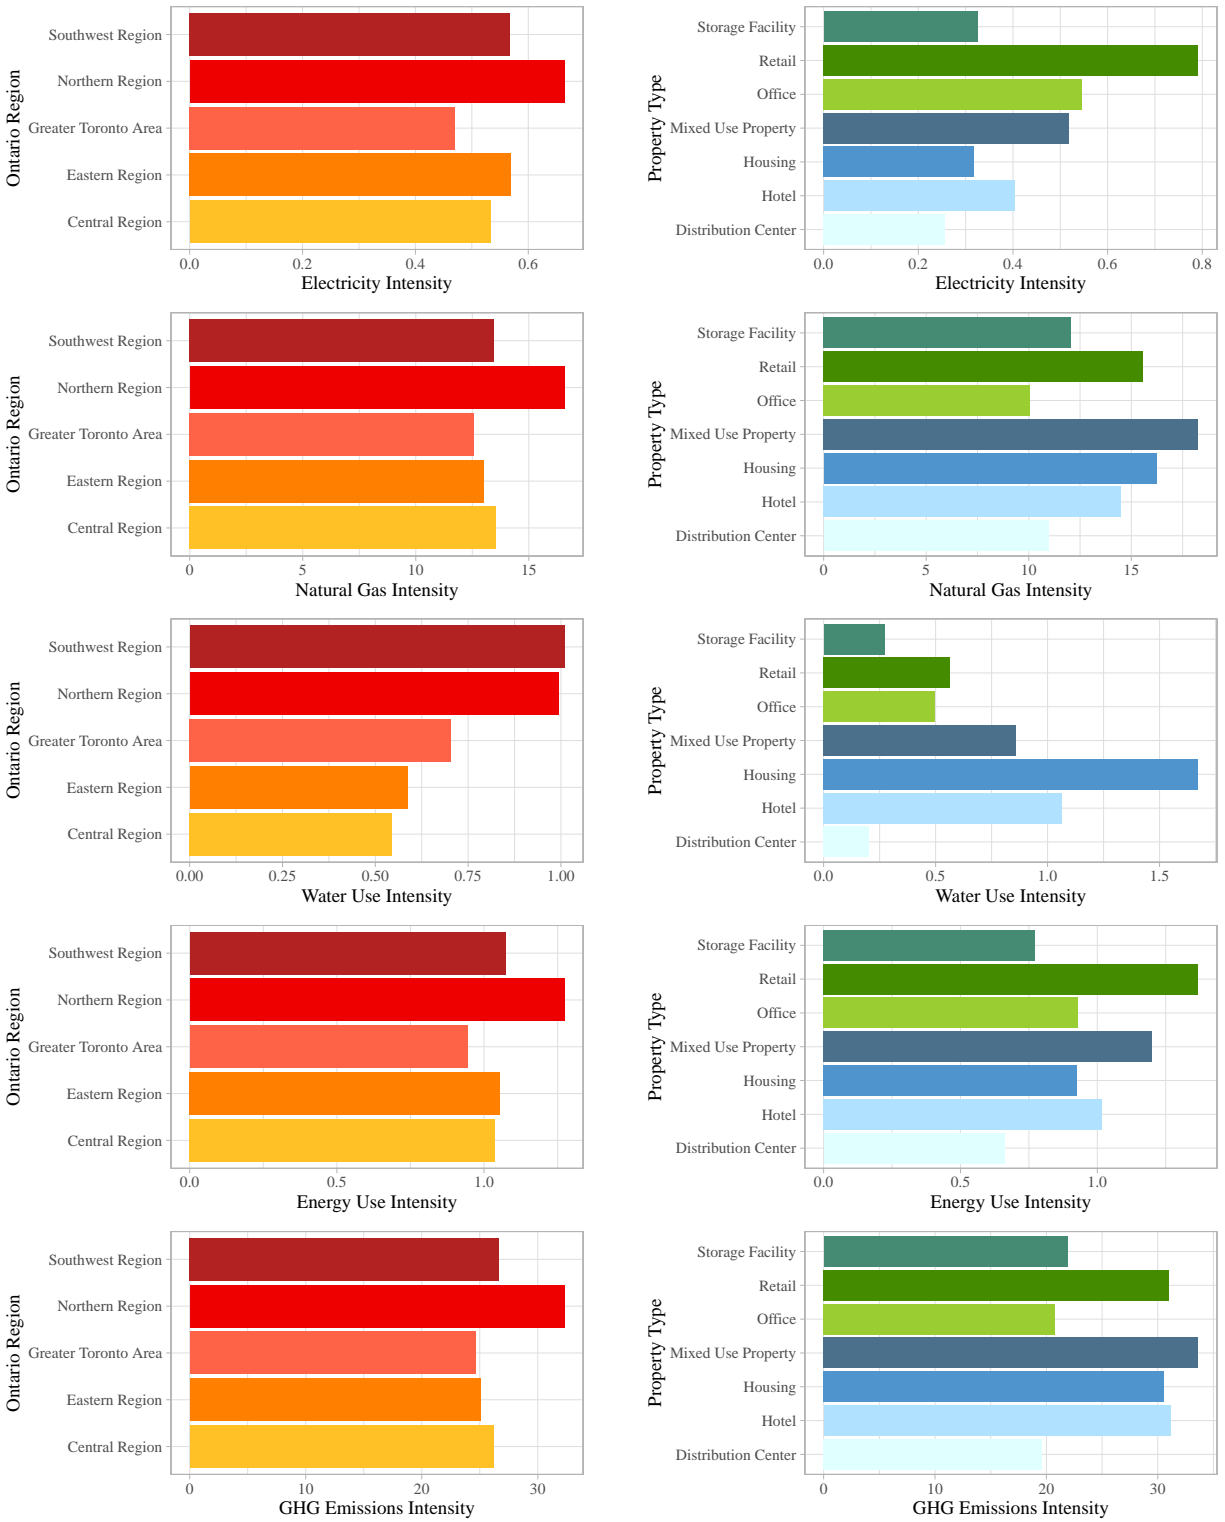 Ontario Region
Southwest Region
Northern Region
Greater Toronto Area
Eastern Region
Central Region
0.0 0.2 0.4 0.6
Electricity Intensity
Property Type
Storage Facility
Retail
Office
Mixed Use Property
Housing
Hotel
Distribution Center
0.0 0.2 0.4 0.6 0.8
Electricity Intensity
Ontario Region
Southwest Region
Northern Region
Greater Toronto Area
Eastern Region
Central Region
0 5 10 15
Natural Gas Intensity
Property Type
Storage Facility
Retail
Office
Mixed Use Property
Housing
Hotel
Distribution Center
0 5 10 15
Natural Gas Intensity
Ontario Region
Southwest Region
Northern Region
Greater Toronto Area
Eastern Region
Central Region
0.00 0.25 0.50 0.75 1.00
Water Use Intensity
Property Type
Storage Facility
Retail
Office
Mixed Use Property
Housing
Hotel
Distribution Center
0.0 0.5 1.0 1.5
Water Use Intensity
Ontario Region
Southwest Region
Northern Region
Greater Toronto Area
Eastern Region
Central Region
0.0 0.5 1.0
Energy Use Intensity
Property Type
Storage Facility
Retail
Office
Mixed Use Property
Housing
Hotel
Distribution Center
0.0 0.5 1.0
Energy Use Intensity
Ontario Region
Southwest Region
Northern Region
Greater Toronto Area
Eastern Region
Central Region
0 10 20 30
GHG Emissions Intensity
Property Type
Storage Facility
Retail
Office
Mixed Use Property
Housing
Hotel
Distribution Center
0 10 20 30
GHG Emissions Intensity